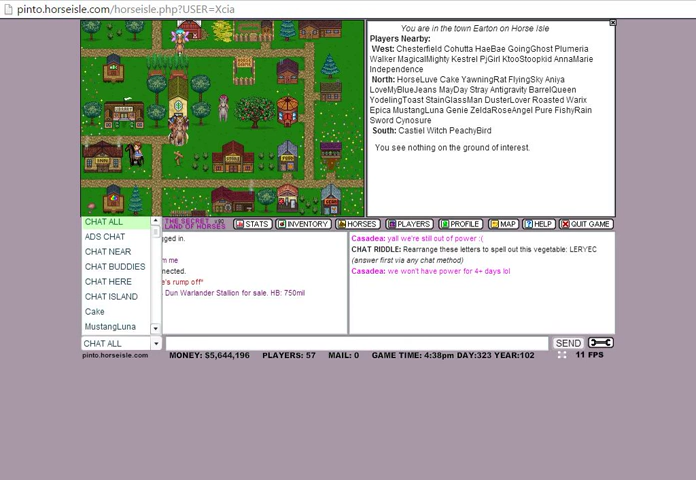 pinto.horseisle.com/horseisle.php?USER=Xcia
You are in the town Earton on Horse Isle
Players Nearby:
West: Chesterfield Cohutta HaeBae GoingGhost Plumeria
Walker MagicalMighty Kestrel PjGirl KtooStoopkid AnnaMarie
Independence
North: HorseLuve Cake YawningRat FlyingSky Aniya
LoveMyBlueJeans MayDay Stray Antigravity BarrelQueen
YodelingToast StainGlassMan DusterLover Roasted Warix
Epica MustangLuna Genie ZeldaRoseAngel Pure FishyRain
Sword Cynosure
South: Castiel Witch PeachyBird
You see nothing on the ground of interest.
THE SECRET v90
LAND OF HORSES
STATS
INVENTORY
HORSES
PLAYERS
PROFILE
MAP
HELP
QUIT GAME
CHAT ALL
ADS CHAT
CHAT NEAR
CHAT BUDDIES
CHAT HERE
CHAT ISLAND
Cake
MustangLuna
CHAT ALL
ged in.
m me
nected.
e's rump off"
Dun Warlander Stallion for sale. HB: 750mil
Casadea: yall we're still out of power :(
CHAT RIDDLE: Rearrange these letters to spell out this vegetable: LERYEC
(answer first via any chat method)
Casadea: we won't have power for 4+ days lol
SEND
pinto.horseisle.com
MONEY: $5,644,196
PLAYERS: 57
MAIL: 0
GAME TIME: 4:38pm DAY:323 YEAR:102
11 FPS